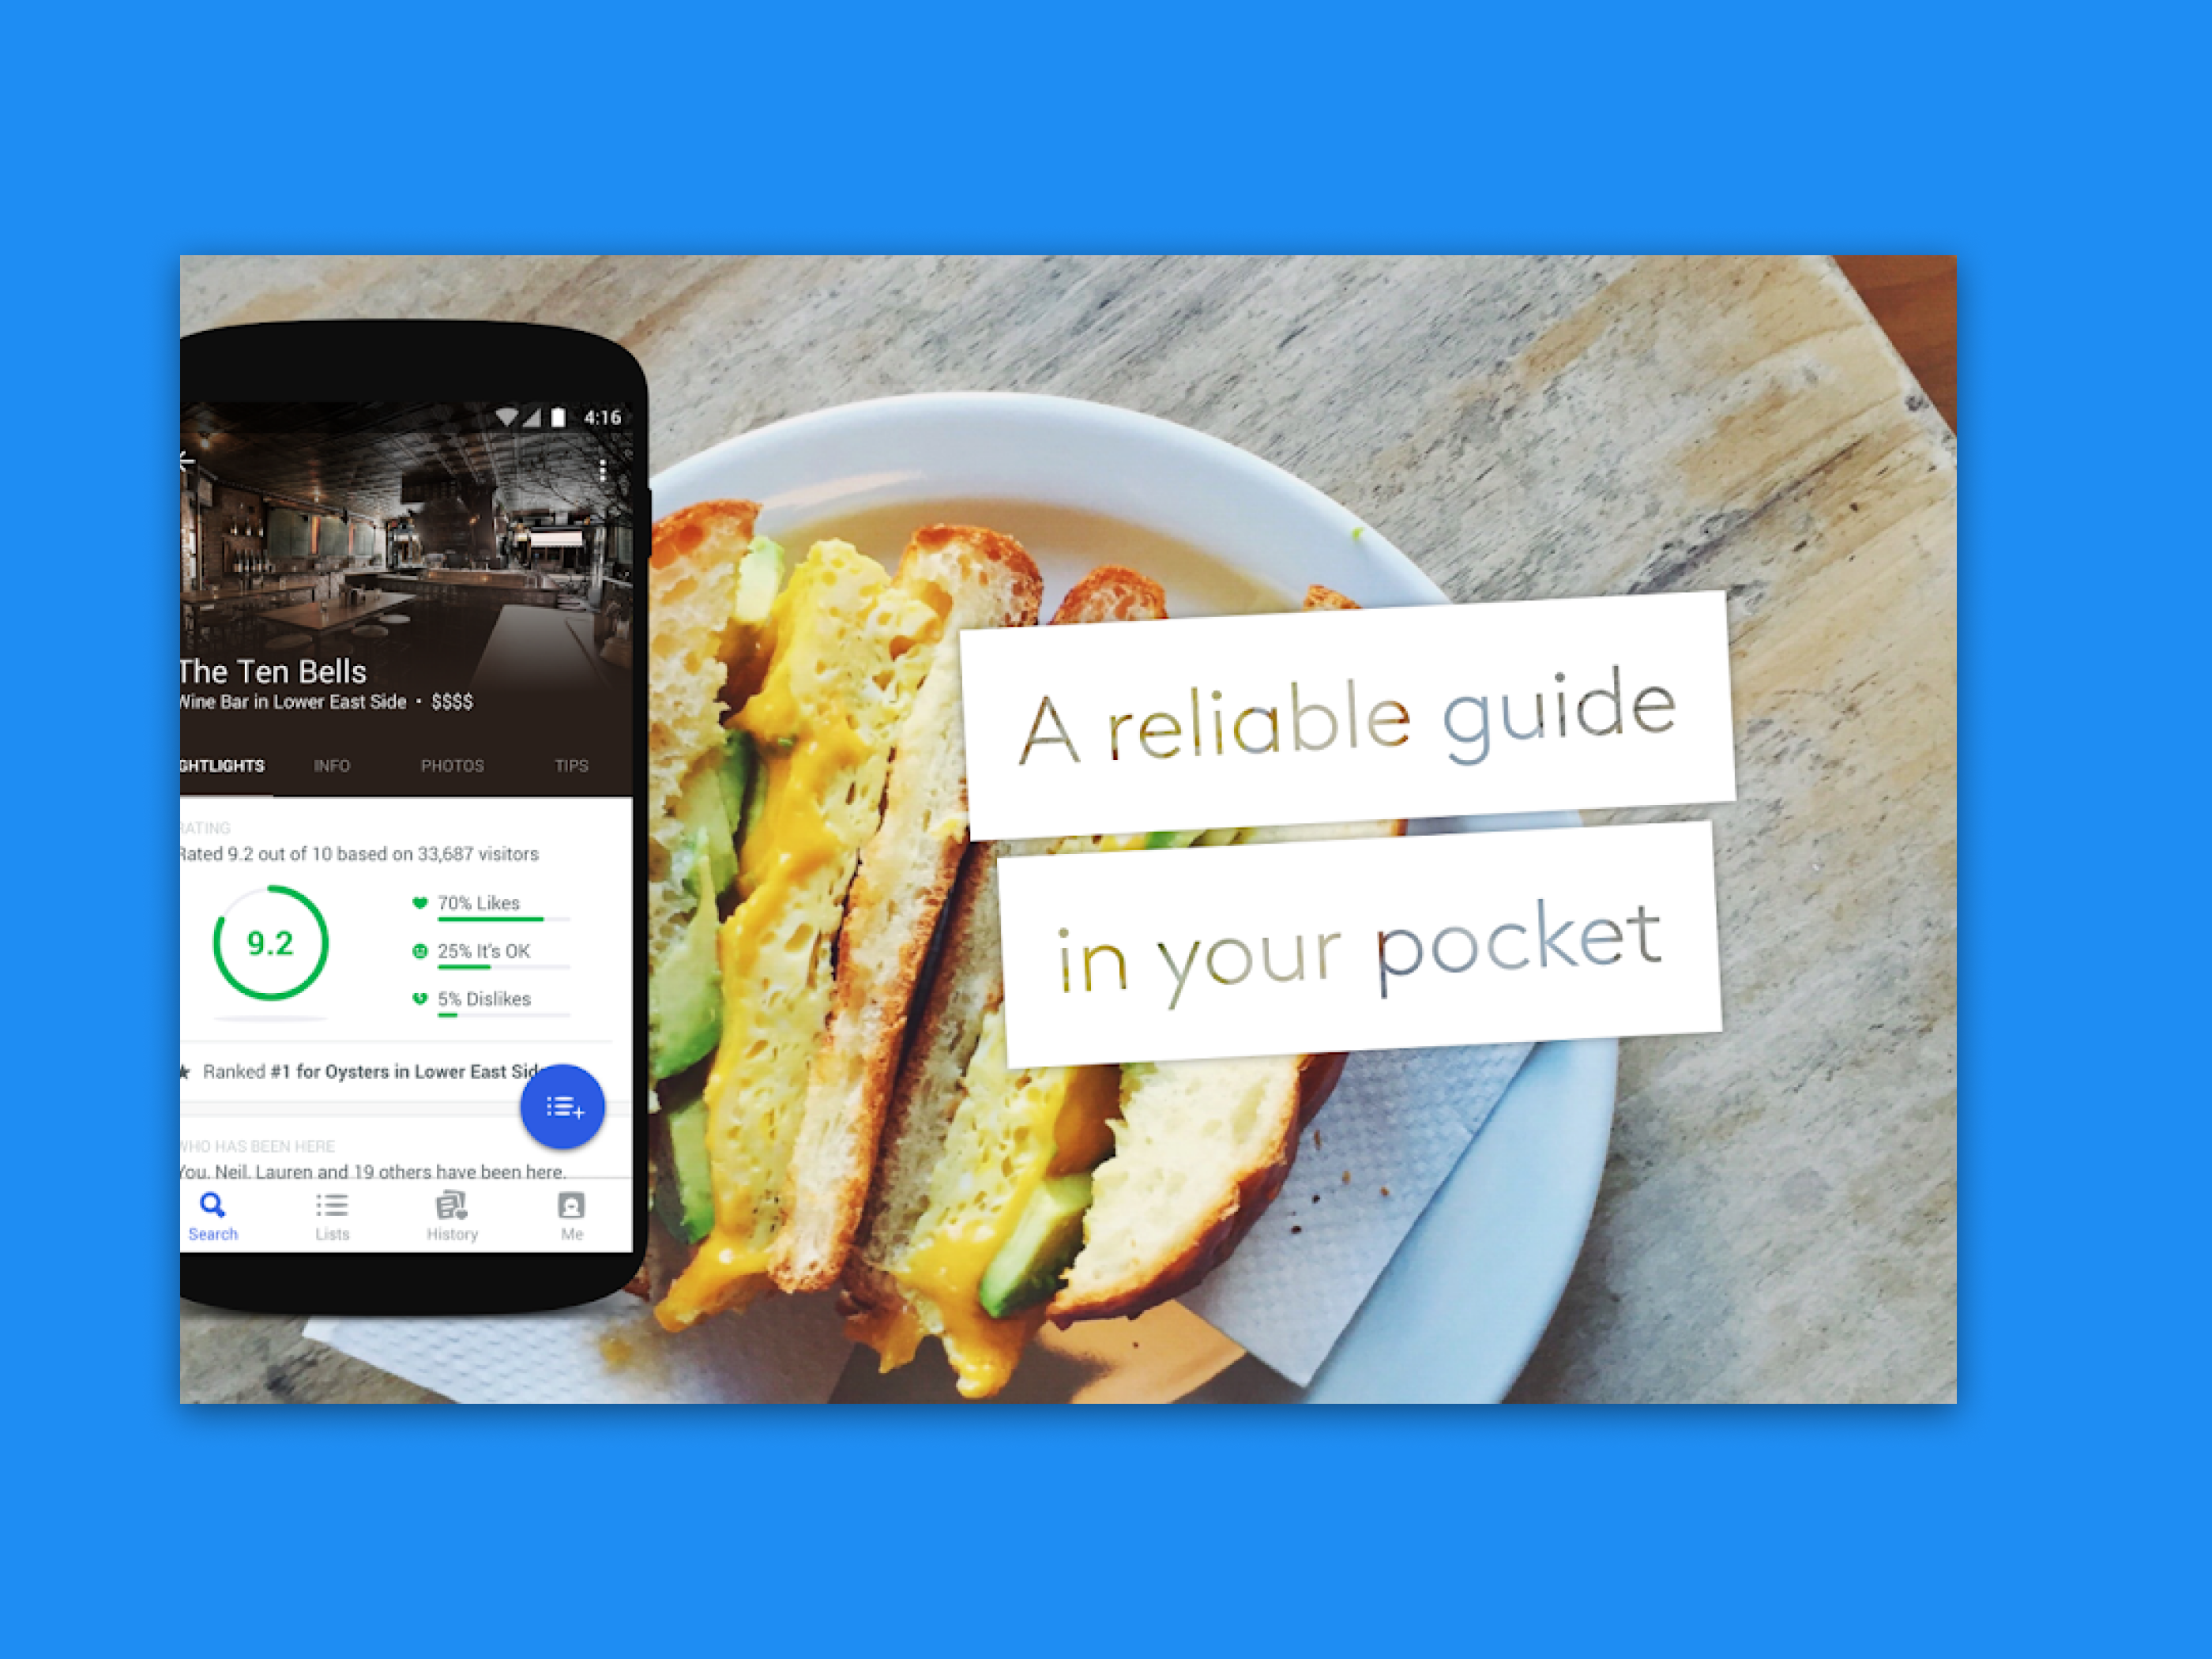 4:16
The Ten Bells
Wine Bar in Lower East Side • $$$$
GHTLIGHTS INFO PHOTOS TIPS
RATING
Rated 9.2 out of 10 based on 33,687 visitors
9.2
70% Likes
25% It's OK
5% Dislikes
Ranked #1 for Oysters in Lower East Side
WHO HAS BEEN HERE
You, Neil, Lauren and 19 others have been here.
Search Lists History Me
A reliable guide
in your pocket